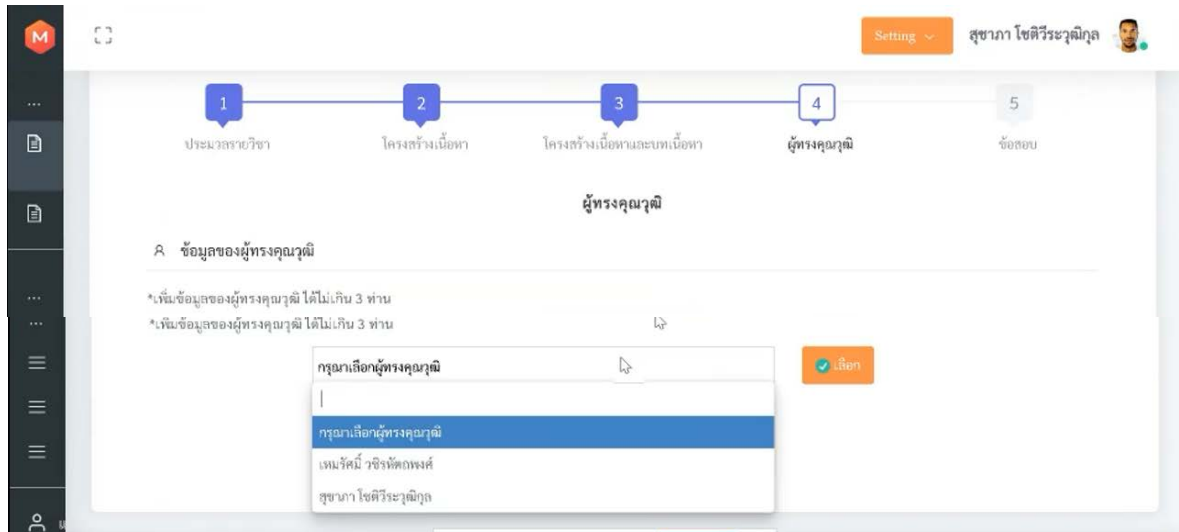 M
Setting
สุชาภา โชติวีระวุฒิกุล
1
2
3
4
5
ประมวลรายวิชา
โครงสร้างเนื้อหา
โครงสร้างเนื้อหาและบทเนื้อหา
ผู้ทรงคุณวุฒิ
ข้อสอบ
ผู้ทรงคุณวุฒิ
ข้อมูลของผู้ทรงคุณวุฒิ
*เพิ่มข้อมูลของผู้ทรงคุณวุฒิ ได้ไม่เกิน 3 ท่าน
*เพิ่มข้อมูลของผู้ทรงคุณวุฒิ ได้ไม่เกิน 3 ท่าน
กรุณาเลือกผู้ทรงคุณวุฒิ
เลือก
กรุณาเลือกผู้ทรงคุณวุฒิ
เหมรัศมิ์ วชิรหัตถพงศ์
สุชาภา โชติวีระวุฒิกุล